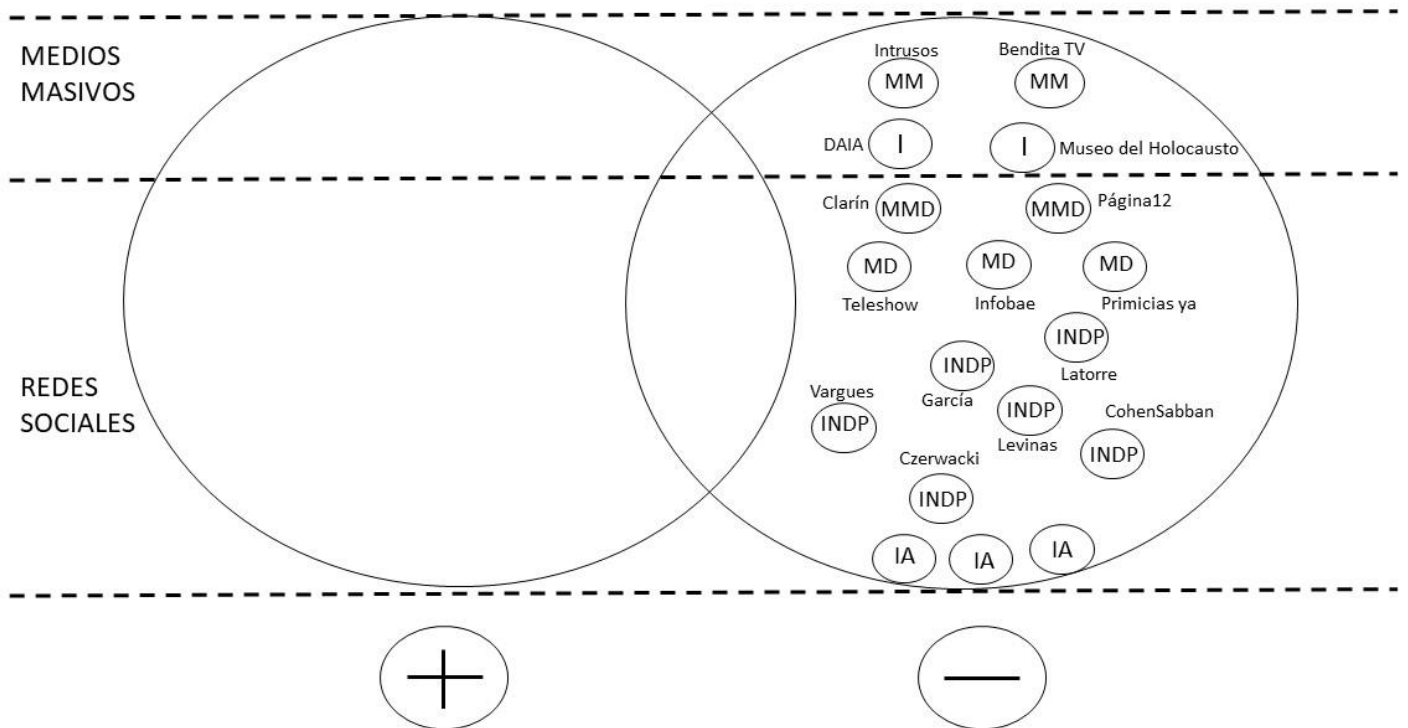 MEDIOS
MASIVOS
Intrusos
Bendita TV
MM
MM
DAIA
I
I
Museo del Holocausto
Clarín
MMD
MMD
Página12
MD
MD
MD
Teleshow
Infobae
Primicias ya
INDP
Latorre
INDP
García
REDES
SOCIALES
Vargues
INDP
INDP
Levinas
CohenSabban
INDP
Czerwacki
INDP
IA
IA
IA
+
—